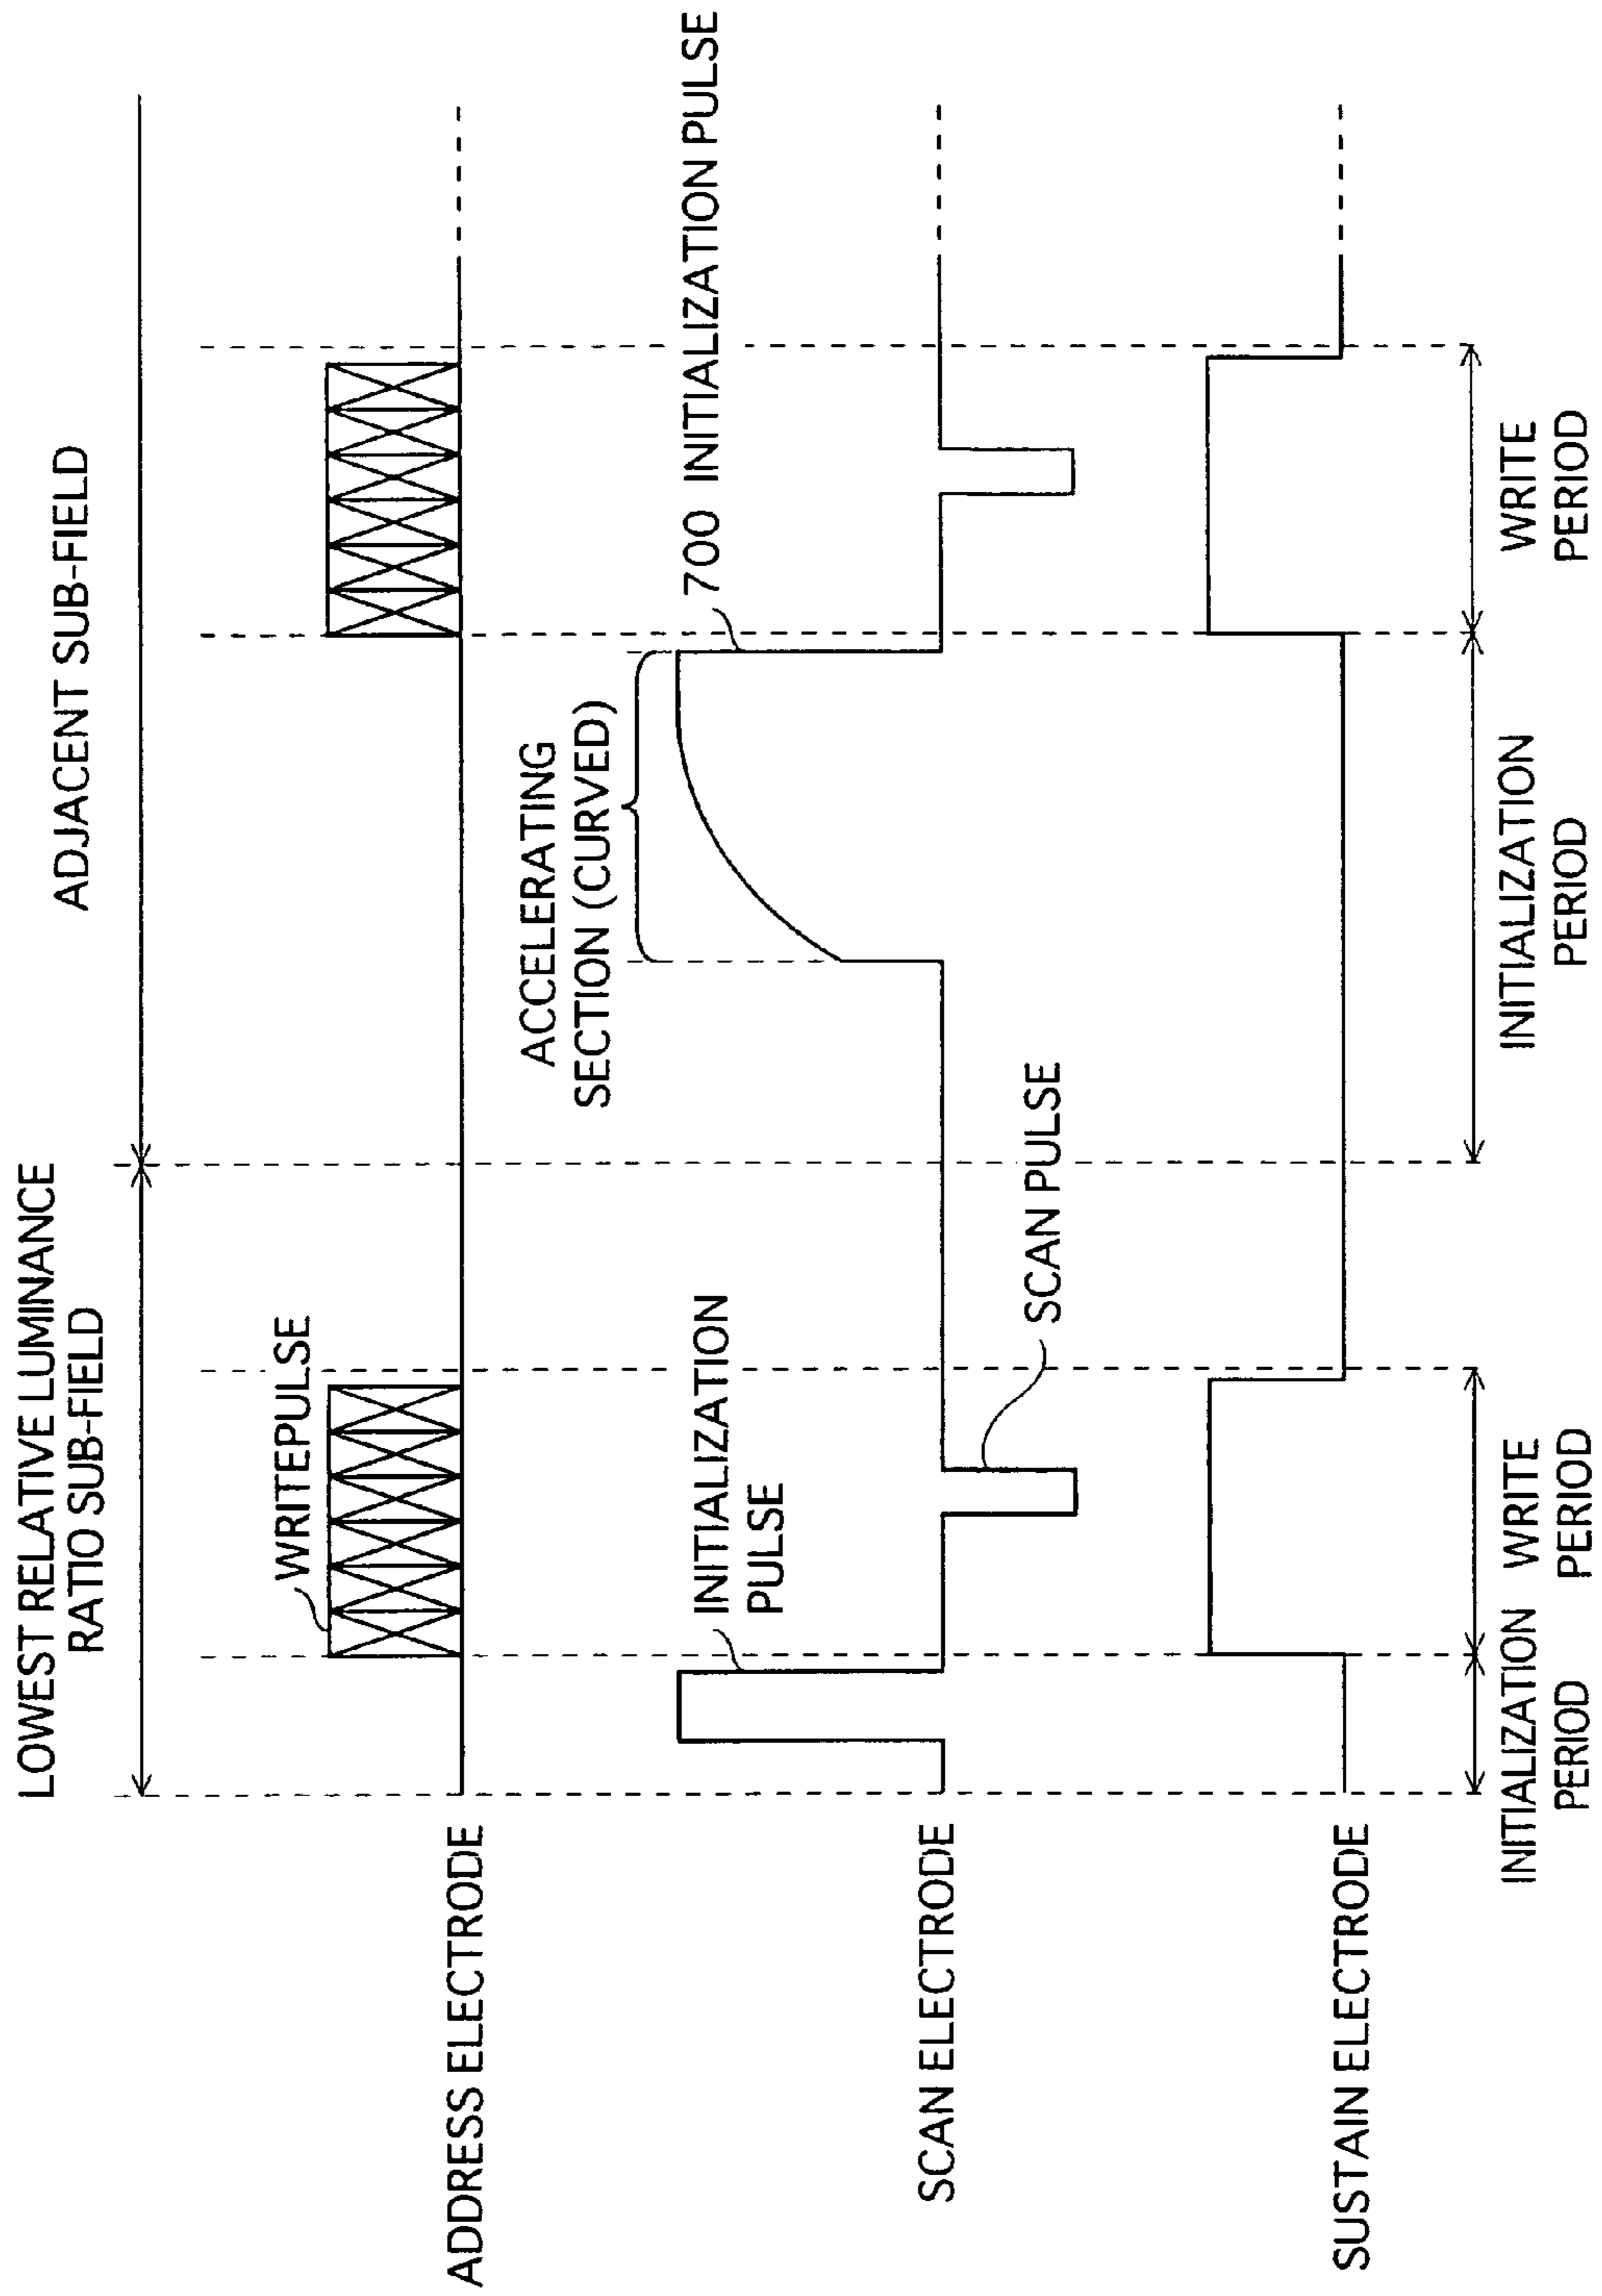 LOWEST RELATIVE LUMINANCE
RATIO SUB-FIELD
ADJACENT SUB-FIELD
WRITEPULSE
ADDRESS ELECTRODE
ACCELERATING
SECTION (CURVED)
700 INITIALIZATION PULSE
INITIALIZATION
PULSE
SCAN ELECTRODE
SCAN PULSE
SUSTAIN ELECTRODE
INITIALIZATION
PERIOD
WRITE
PERIOD
INITIALIZATION
PERIOD
WRITE
PERIOD